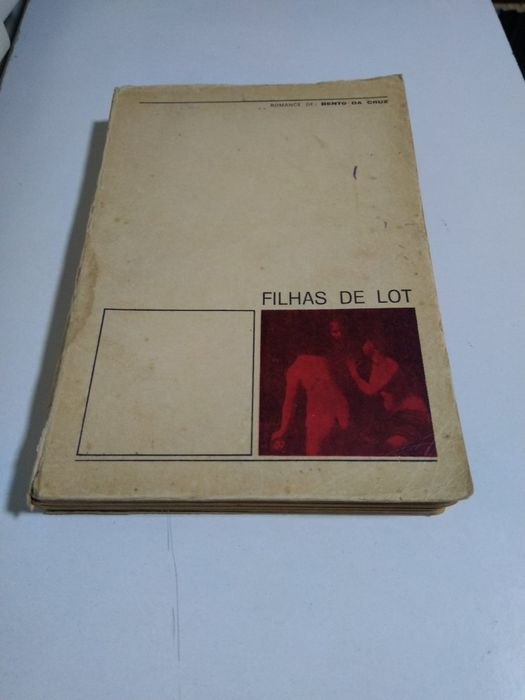 ROMANCE DE: BENTO DA CRUZ
FILHAS DE LOT